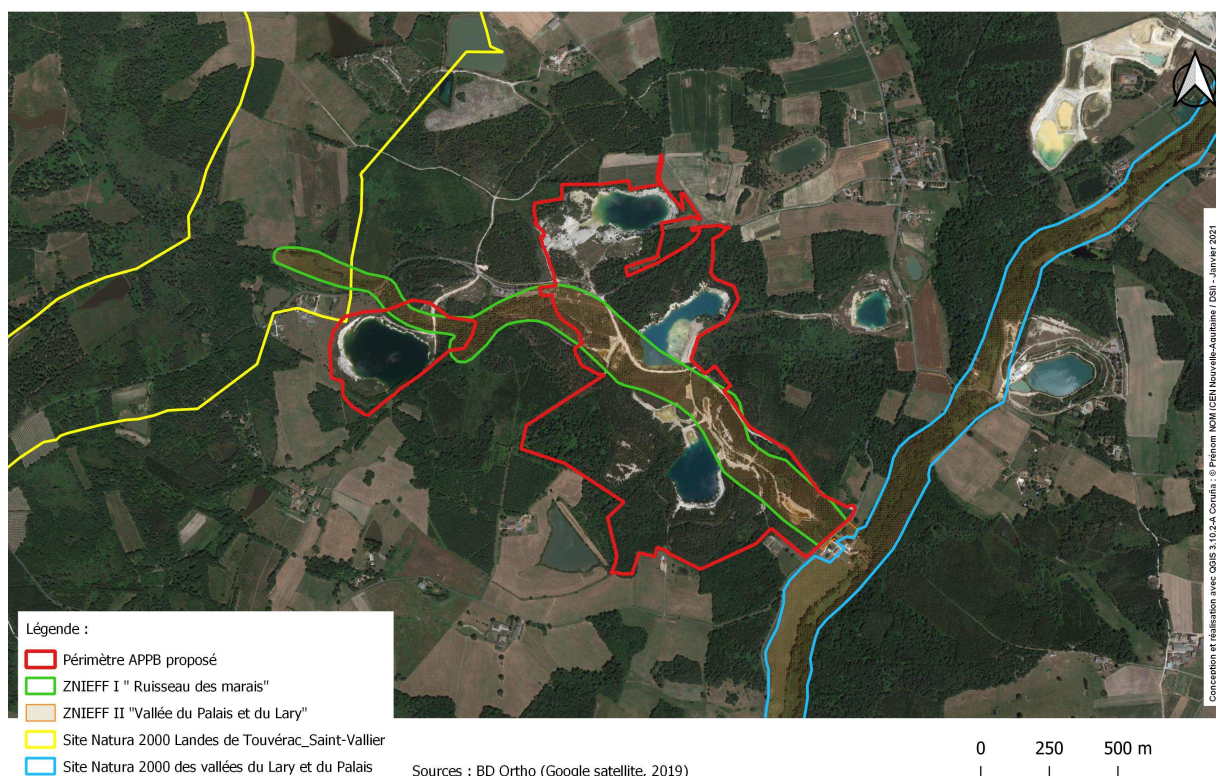 Légende :
Périmètre APPB proposé
ZNIEFF I " Ruisseau des marais"
ZNIEFF II "Vallée du Palais et du Lary"
Site Natura 2000 Landes de Touvérac_Saint-Vallier
Site Natura 2000 des vallées du Lary et du Palais
Sources : BD Ortho (Google satellite, 2019)
0 250 500 m
Conception et réalisation avec QGIS 3.10.2-A Coruña : © Prénom NOM (CEN Nouvelle-Aquitaine / DSI) - Janvier 2021